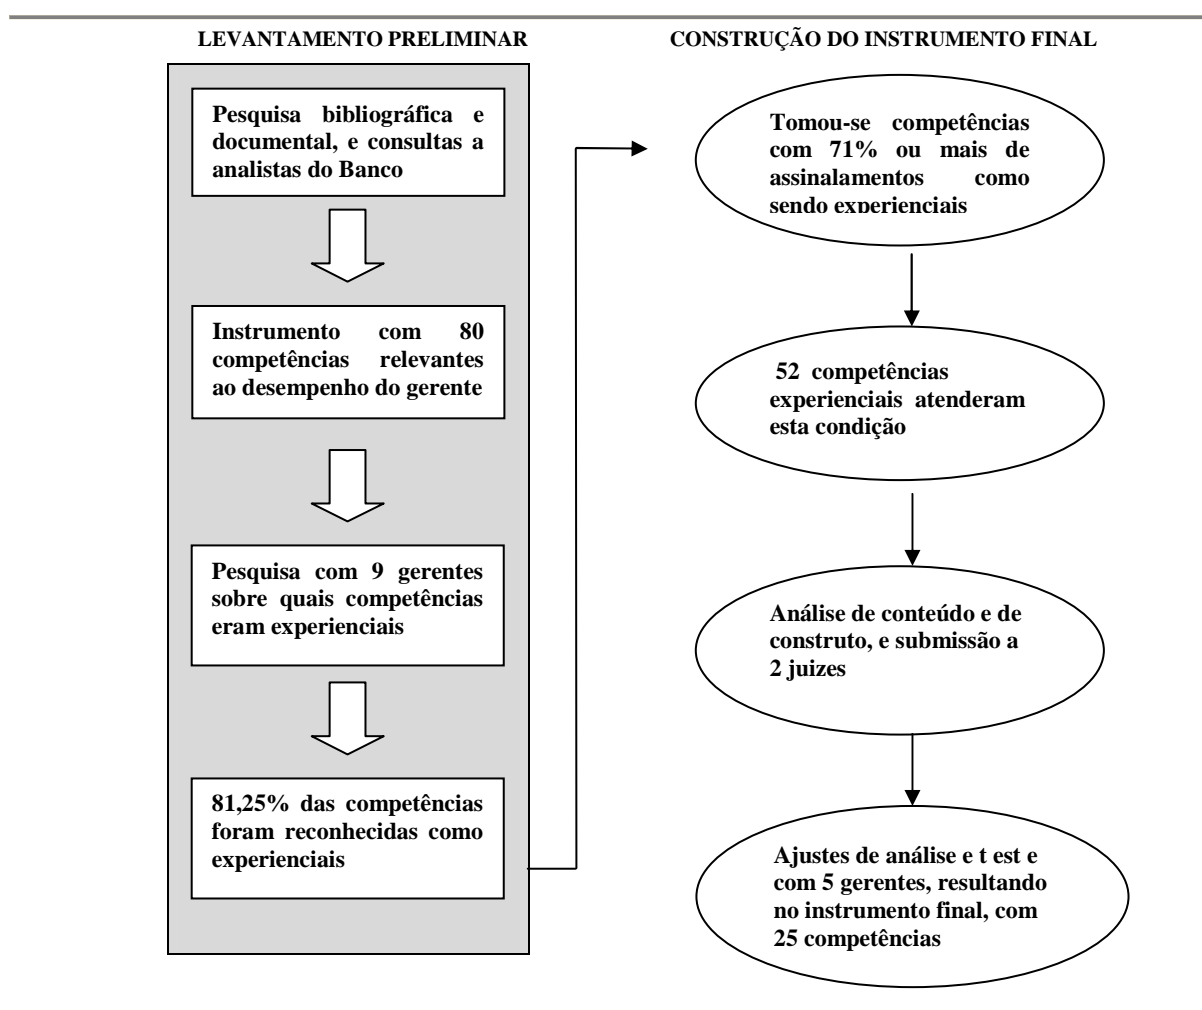 LEVANTAMENTO PRELIMINAR
Pesquisa bibliográfica e
documental, e consultas a
analistas do Banco
Instrumento com 80
competências relevantes
ao desempenho do gerente
Pesquisa com 9 gerentes
sobre quais competências
eram experienciais
81,25% das competências
foram reconhecidas como
experienciais
CONSTRUÇÃO DO INSTRUMENTO FINAL
Tomou-se competências
com 71% ou mais de
assinalamentos como
sendo experienciais
52 competências
experienciais atenderam
esta condição
Análise de conteúdo e de
construto, e submissão a
2 juizes
Ajustes de análise e t est e
com 5 gerentes, resultando
no instrumento final, com
25 competências